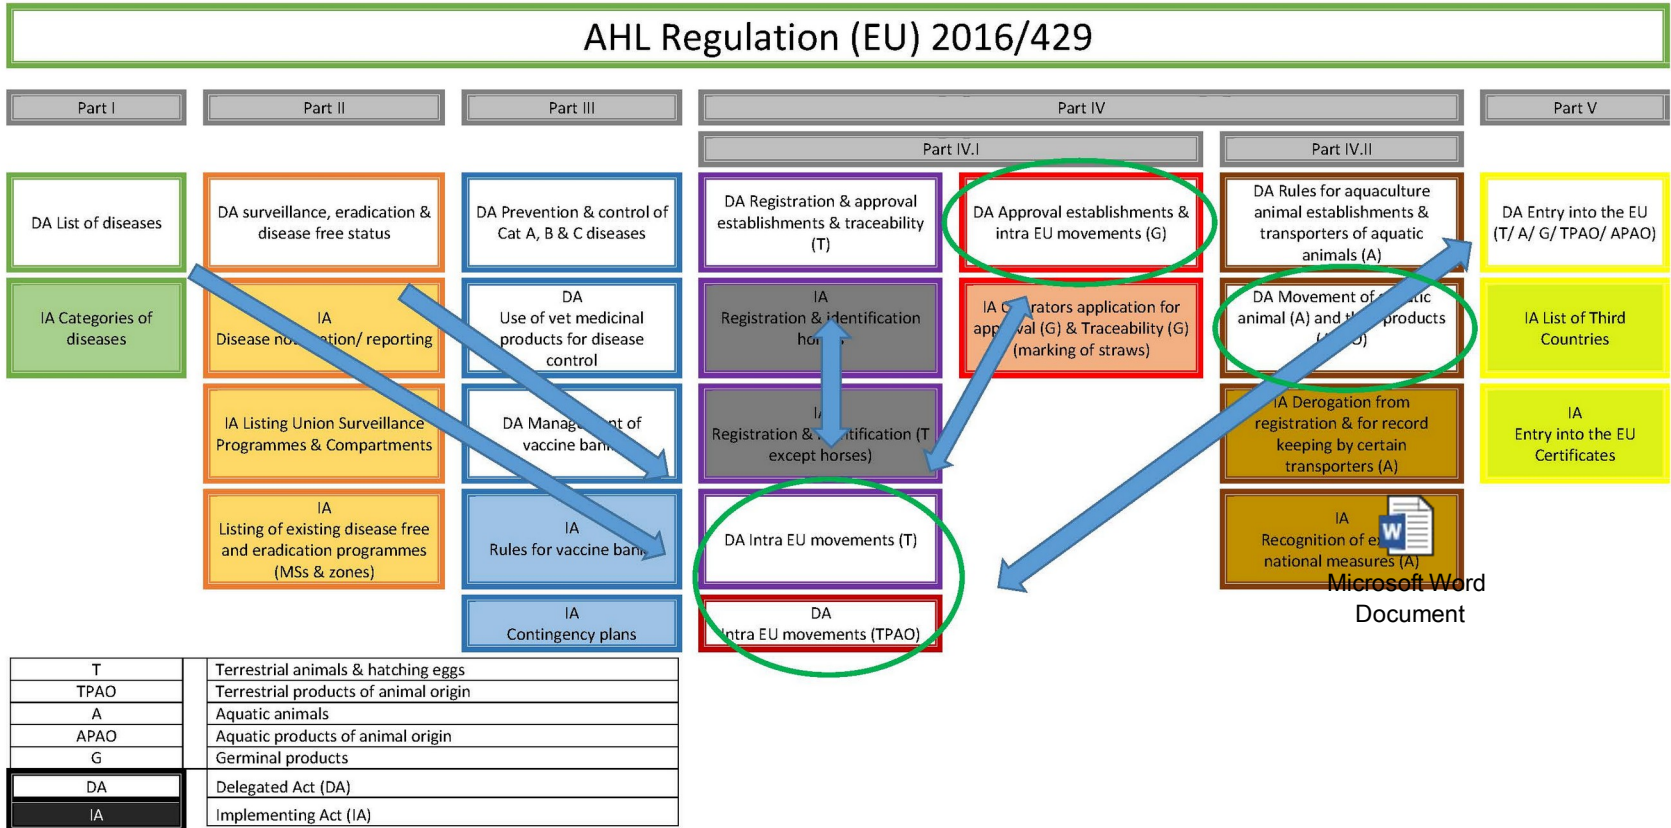 AHL Regulation (EU) 2016/429
Part I
Part II
Part III
Part IV
Part V
Part IV.I
Part IV.II
DA List of diseases
IA Categories of
diseases
DA surveillance, eradication &
disease free status
IA
Disease reporting
IA Listing Union Surveillance
Programmes & Compartments
IA
Listing of existing disease free
and eradication programmes
(MSs & zones)
DA Prevention & control of
Cat A, B & C diseases
DA
Use of vet medicinal
products for disease
control
DA of
vaccine
IA
Rules for vaccine
IA
Contingency plans
DA Registration & approval
establishments & traceability
(T)
IA
Registration & identification
IA
Registration & (T
except horses)
DA Intra EU movements (T)
DA
Intra EU movements (TPAO)
DA Approval establishments &
intra EU movements (G)
IA application for
(G) & Traceability (G)
(marking of straws)
DA Rules for aquaculture
animal establishments &
transporters of aquatic
animals (A)
DA Movement of
animal (A) and products
IA Derogation from
registration & for record
keeping by certain
transporters (A)
IA
Recognition of
national measures (A)
Microsoft Word
Document
DA Entry into the EU
(T/ A/ G/ TPAO/ APAO)
IA List of Third
Countries
IA
Entry into the EU
Certificates
T Terrestrial animals & hatching eggs
TPAO Terrestrial products of animal origin
A Aquatic animals
APAO Aquatic products of animal origin
G Germinal products
DA Delegated Act (DA)
IA Implementing Act (IA)